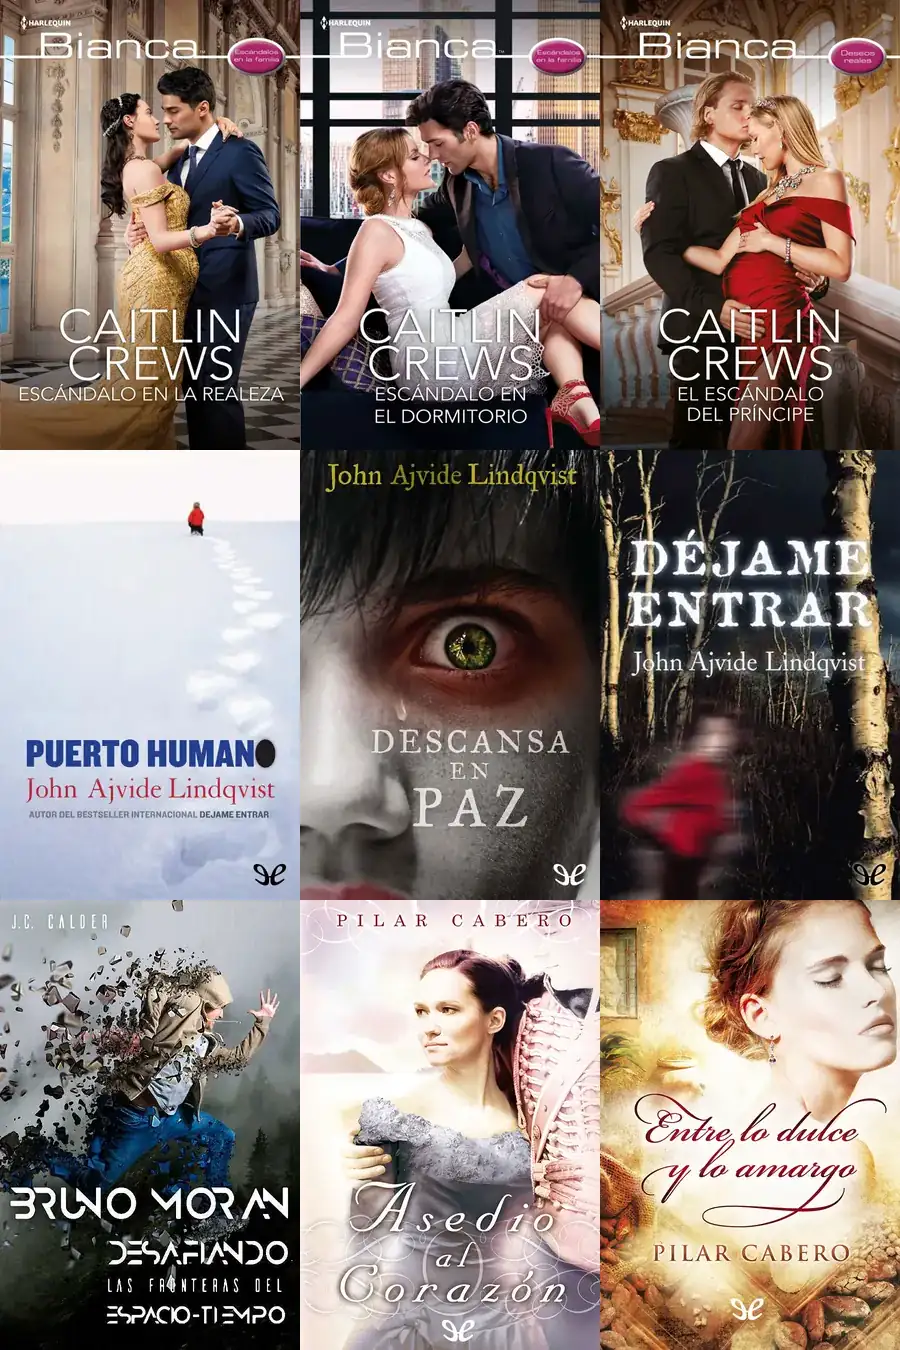 HARLEQUIN
Bianca™
Escándalos
en la familia
CAITLIN
CREWS
ESCÁNDALO EN LA REALEZA
HARLEQUIN
Bianca™
Escándalos
en la familia
CAITLIN
CREWS
ESCÁNDALO EN
EL DORMITORIO
HARLEQUIN
Bianca
Deseos
reales
CAITLIN
CREWS
EL ESCÁNDALO
DEL PRÍNCIPE
PUERTO HUMANO
John Ajvide Lindqvist
AUTOR DEL BESTSELLER INTERNACIONAL DEJAME ENTRAR
John Ajvide Lindqvist
DESCANSA
EN
PAZ
DÉJAME
ENTRAR
John Ajvide Lindqvist
J.C. CALDER
BRUNO MORAN
DESAFIANDO
LAS FRONTERAS DEL
ESPACIO-TIEMPO
PILAR CABERO
Asedio
al
Corazón
Entre lo dulce
y lo amargo
PILAR CABERO